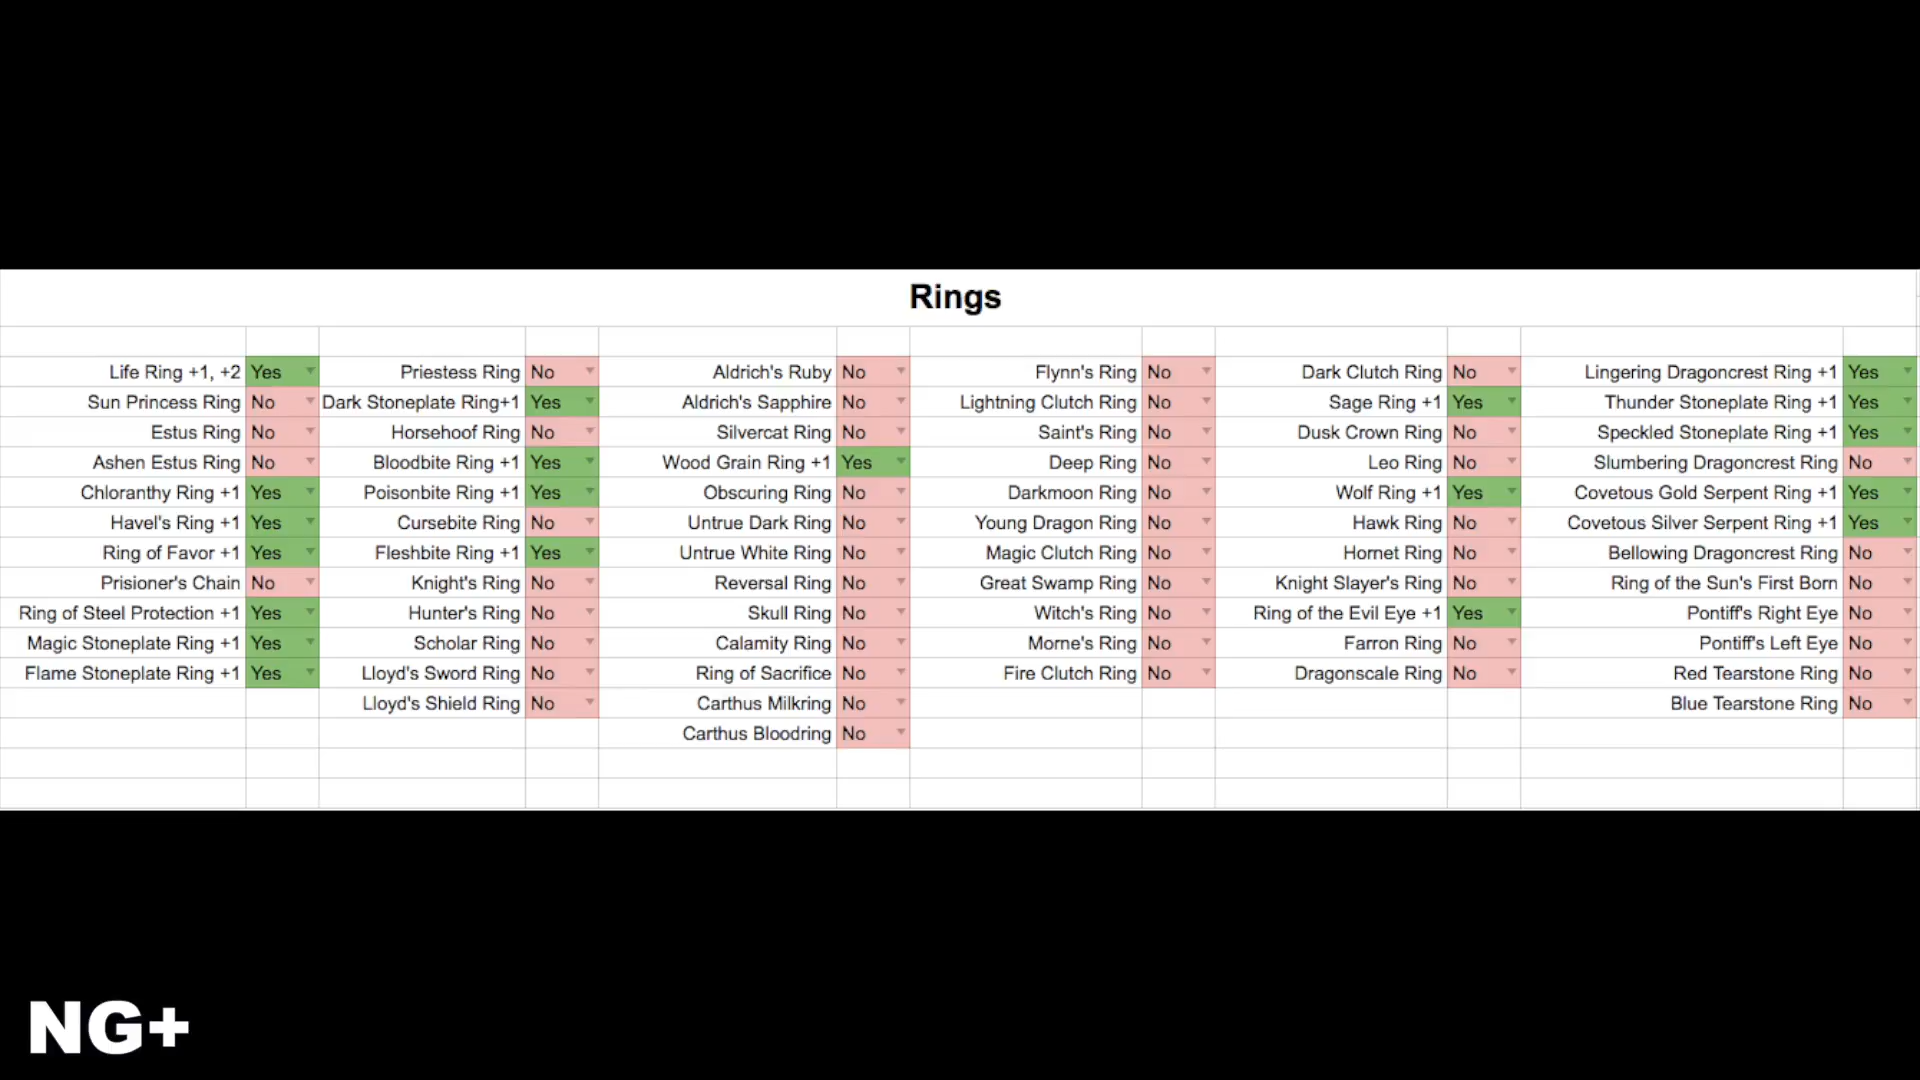 Rings
Life Ring +1, +2 Yes Priestess Ring No Aldrich's Ruby No Flynn's Ring No Dark Clutch Ring No Lingering Dragoncrest Ring +1 Yes
Sun Princess Ring No Dark Stoneplate Ring+1 Yes Aldrich's Sapphire No Lightning Clutch Ring No Sage Ring +1 Yes Thunder Stoneplate Ring +1 Yes
Estus Ring No Horsehoof Ring No Silvercat Ring No Saint's Ring No Dusk Crown Ring No Speckled Stoneplate Ring +1 Yes
Ashen Estus Ring No Bloodbite Ring +1 Yes Wood Grain Ring +1 Yes Deep Ring No Leo Ring No Slumbering Dragoncrest Ring No
Chloranthy Ring +1 Yes Poisonbite Ring +1 Yes Obscuring Ring No Darkmoon Ring No Wolf Ring +1 Yes Covetous Gold Serpent Ring +1 Yes
Havel's Ring +1 Yes Cursebite Ring No Untrue Dark Ring No Young Dragon Ring No Hawk Ring No Covetous Silver Serpent Ring +1 Yes
Ring of Favor +1 Yes Fleshbite Ring +1 Yes Untrue White Ring No Magic Clutch Ring No Hornet Ring No Bellowing Dragoncrest Ring No
Prisioner's Chain No Knight's Ring No Reversal Ring No Great Swamp Ring No Knight Slayer's Ring No Ring of the Sun's First Born No
Ring of Steel Protection +1 Yes Hunter's Ring No Skull Ring No Witch's Ring No Ring of the Evil Eye +1 Yes Pontiff's Right Eye No
Magic Stoneplate Ring +1 Yes Scholar Ring No Calamity Ring No Morne's Ring No Farron Ring No Pontiff's Left Eye No
Flame Stoneplate Ring +1 Yes Lloyd's Sword Ring No Ring of Sacrifice No Fire Clutch Ring No Dragonscale Ring No Red Tearstone Ring No
Lloyd's Shield Ring No Carthus Milkring No Blue Tearstone Ring No
Carthus Bloodring No
NG+